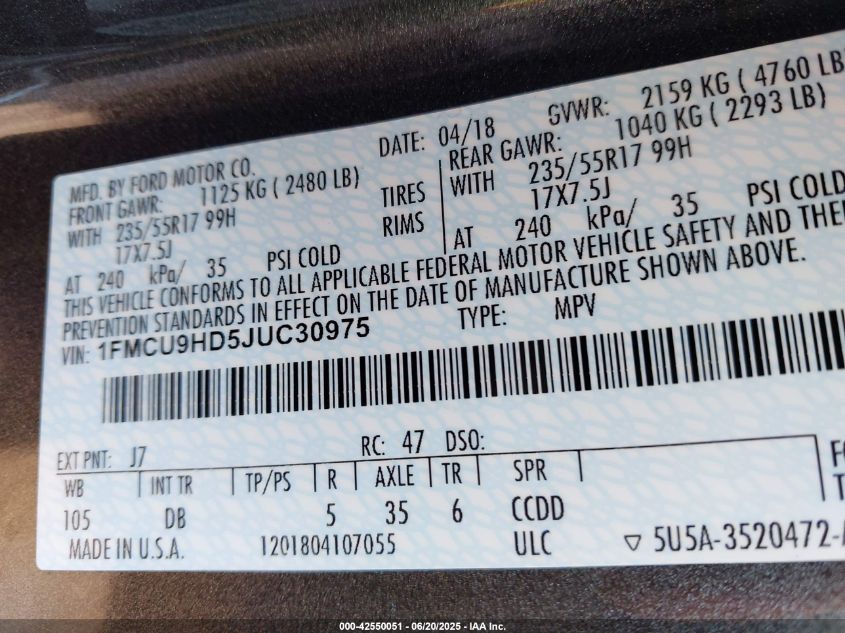 MFD. BY FORD MOTOR CO.
DATE: 04/18
GVWR: 2159 KG ( 4760 LB
FRONT GAWR: 1125 KG ( 2480 LB)
REAR GAWR: 1040 KG ( 2293 LB)
WITH 235/55R17 99H
TIRES
WITH 235/55R17 99H
17X7.5J
RIMS
17X7.5J
AT 240 kPa/ 35 PSI COLD
AT 240 kPa/ 35 PSI COLD
THIS VEHICLE CONFORMS TO ALL APPLICABLE FEDERAL MOTOR VEHICLE SAFETY AND
PREVENTION STANDARDS IN EFFECT ON THE DATE OF MANUFACTURE SHOWN ABOVE.
VIN: 1FMCU9HD5JUC30975
TYPE: MPV
EXT PNT: J7
RC: 47 DSO:
WB INT TR TP/PS R AXLE TR SPR
105 DB 5 35 6 CCDD
MADE IN U.S.A. 1201804107055 ULC
▽ 5U5A-3520472-
000-42550051 - 06/20/2025 - IAA Inc.